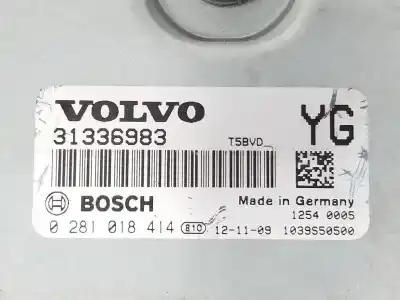 VOLVO
31336983 T5BVD YG
BOSCH Made in Germany
1254 0005
0 281 018 414 810 12-11-09 1039S50500